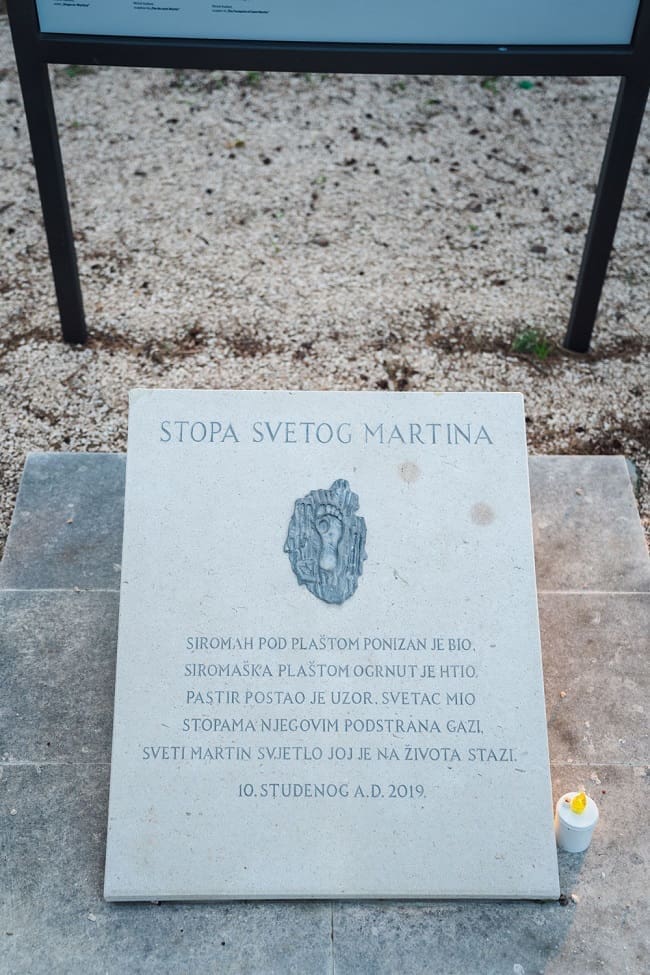 STOPA SVETOG MARTINA
SIROMAH POD PLAŠTOM PONIZAN JE BIO,
SIROMAŠKA PLAŠTOM OGRNUT JE HTIO.
PASTIR POSTAO JE UZOR, SVETAC MIO
STOPAMA NJEGOVIM PODSTRANA GAZI,
SVETI MARTIN SVJETLO JOJ JE NA ŽIVOTA STAZI.
10. STUDENOG A.D. 2019.